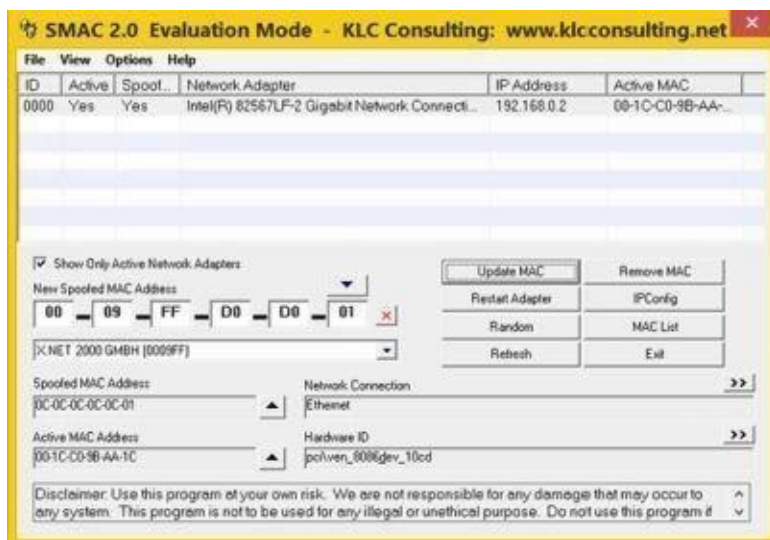 SMAC 2.0 Evaluation Mode - KLC Consulting: www.klcconsulting.net
File View Options Help
ID Active Spoof... Network Adapter IP Address Active MAC
0000 Yes Yes Intel(R) 82567LF-2 Gigabit Network Connecti... 192.168.0.2 00-1C-C0-9B-AA-...
Show Only Active Network Adapters
New Spoofed MAC Address
00 - 09 - FF - D0 - D0 - 01
X.NET 2000 GMBH [0009FF]
Update MAC Remove MAC
Restart Adapter IPConfig
Random MAC List
Refresh Exit
Spoofed MAC Address
0C-0C-0C-0C-0C-01
Network Connection >>
Ethernet
Active MAC Address
00-1C-C0-9B-AA-1C
Hardware ID >>
pci\ven_8086&dev_10cd
Disclaimer: Use this program at your own risk. We are not responsible for any damage that may occur to
any system. This program is not to be used for any illegal or unethical purpose. Do not use this program if